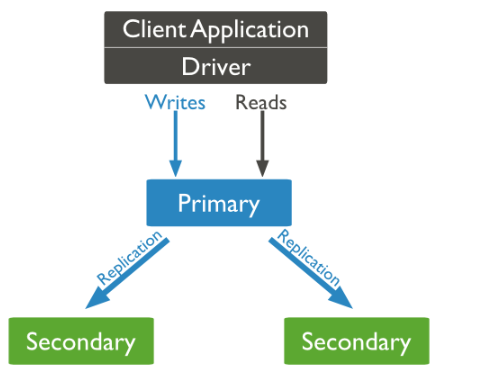 Client Application
Driver
Writes
Reads
Primary
Replication
Replication
Secondary
Secondary